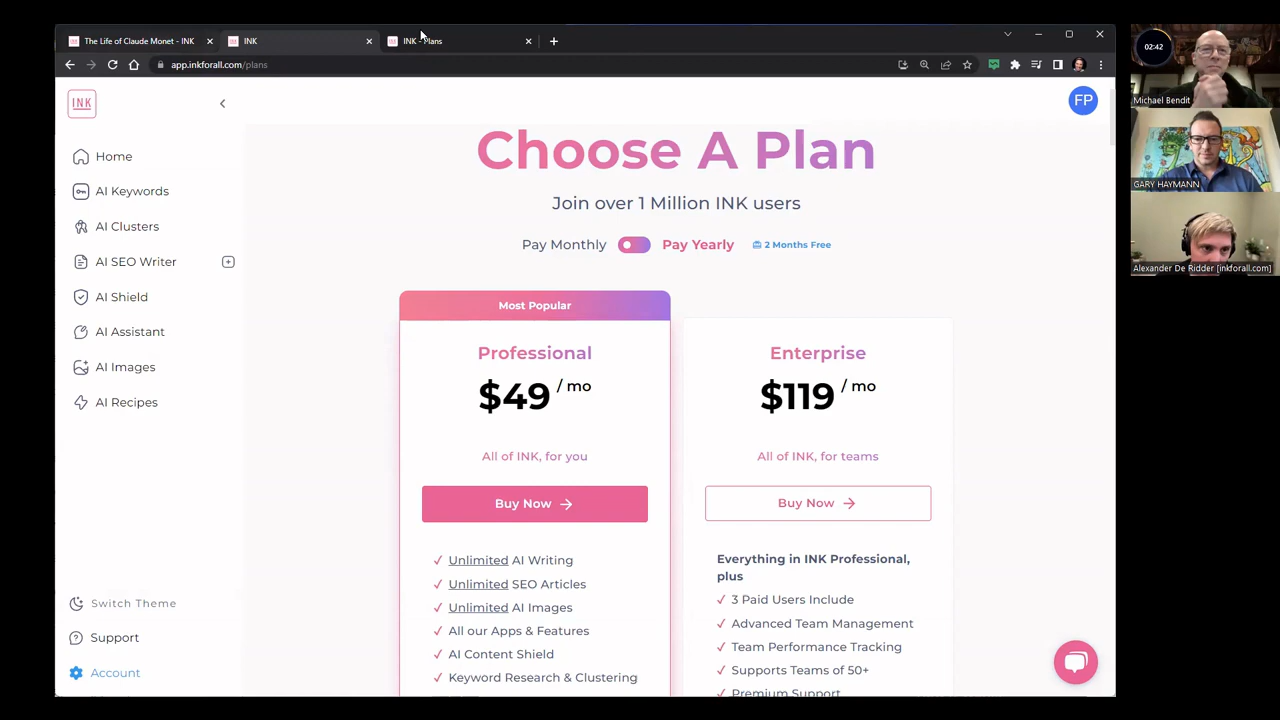 The Life of Claude Monet - INK
INK
INK - Plans
app.inkforall.com/plans
02:42
Michael Bendit
GARY HAYMANN
Alexander De Ridder [inkforall.com]
INK
FP
Home
AI Keywords
AI Clusters
AI SEO Writer
AI Shield
AI Assistant
AI Images
AI Recipes
Switch Theme
Support
Account
Choose A Plan
Join over 1 Million INK users
Pay Monthly
Pay Yearly
2 Months Free
Most Popular
Professional
$49 / mo
All of INK, for you
Buy Now
Unlimited AI Writing
Unlimited SEO Articles
Unlimited AI Images
All our Apps & Features
AI Content Shield
Keyword Research & Clustering
Enterprise
$119 / mo
All of INK, for teams
Buy Now
Everything in INK Professional,
plus
3 Paid Users Include
Advanced Team Management
Team Performance Tracking
Supports Teams of 50+
Premium Support